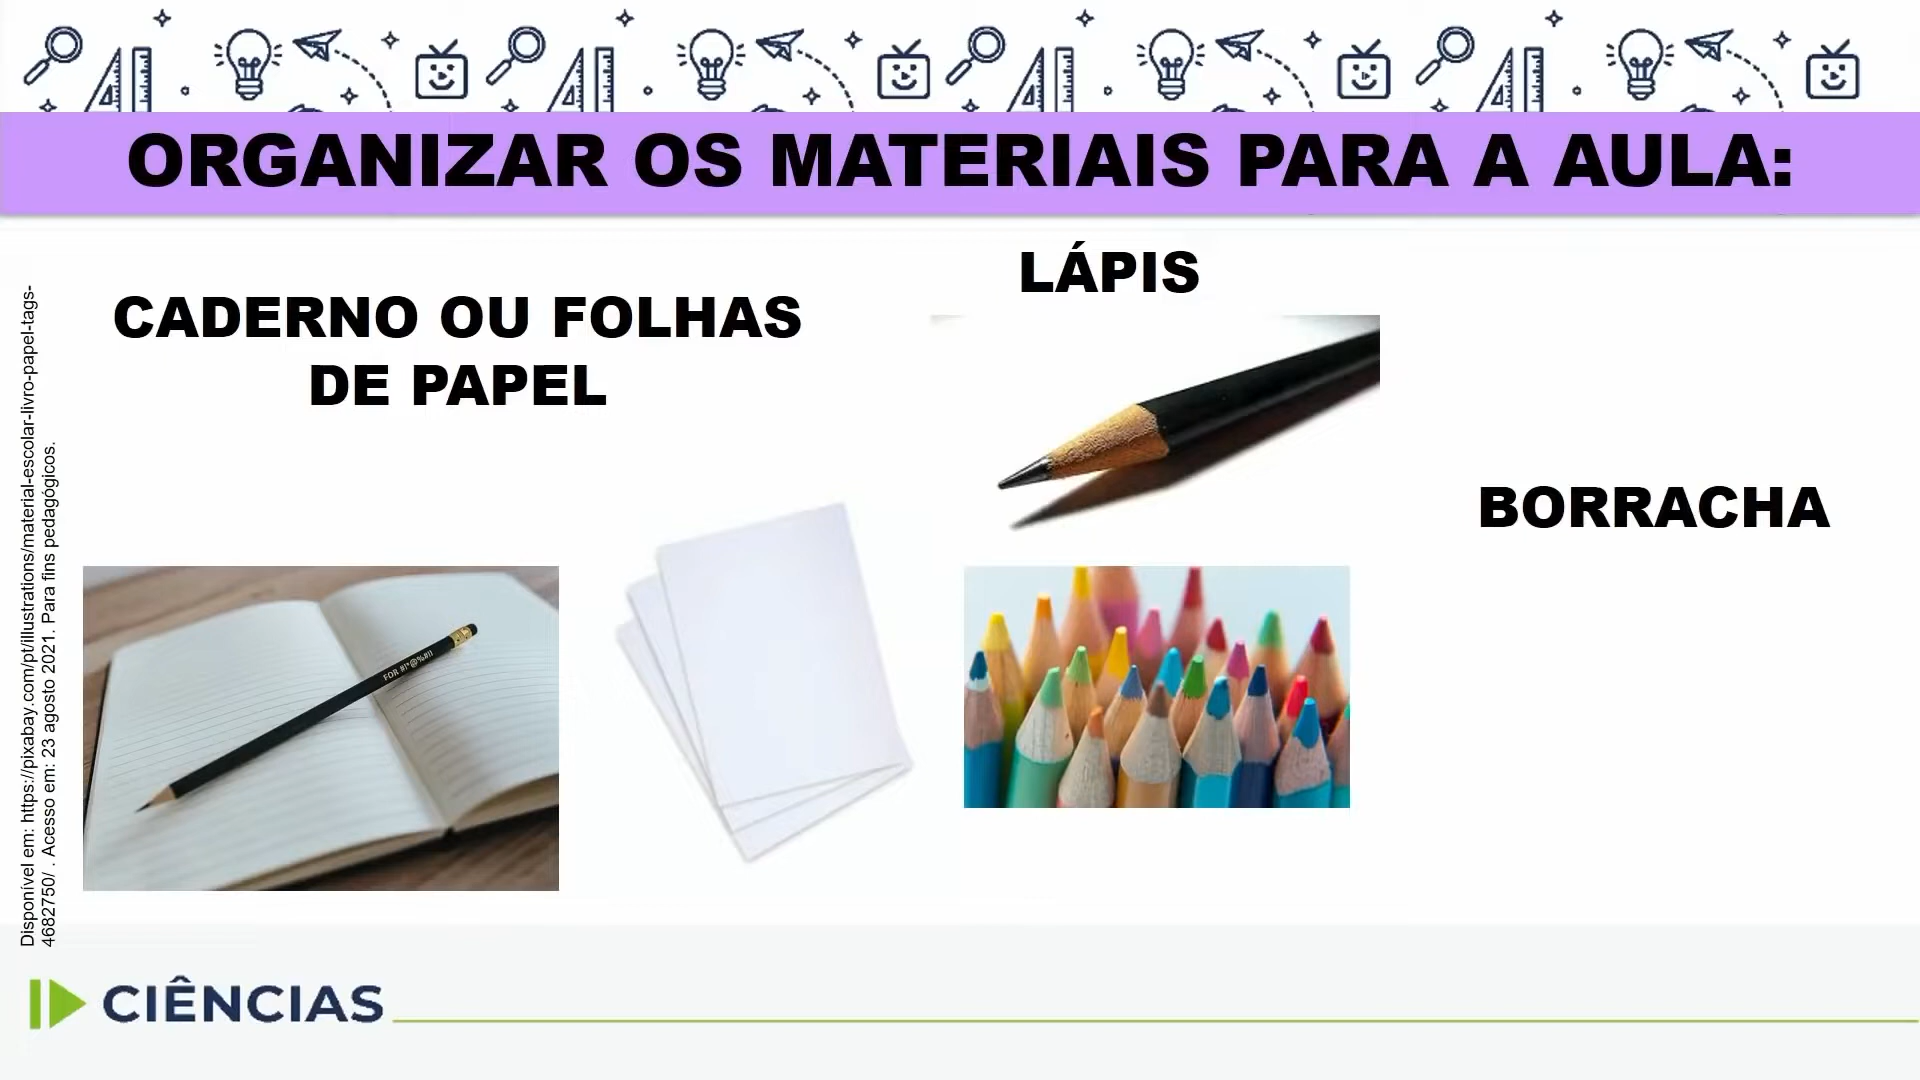 ORGANIZAR OS MATERIAIS PARA A AULA:
CADERNO OU FOLHAS
DE PAPEL
LÁPIS
BORRACHA
FOR #!*@%#!!
Disponível em: https://pixabay.com/pt/illustrations/material-escolar-livro-papel-tags-
4682750/ . Acesso em: 23 agosto 2021. Para fins pedagógicos.
CIÊNCIAS